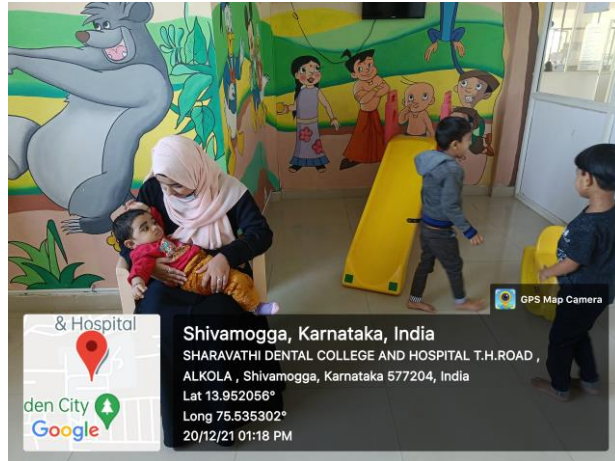 GPS Map Camera
& Hospital
den City
Google
Shivamogga, Karnataka, India
SHARAVATHI DENTAL COLLEGE AND HOSPITAL T.H.ROAD ,
ALKOLA , Shivamogga, Karnataka 577204, India
Lat 13.952056°
Long 75.535302°
20/12/21 01:18 PM